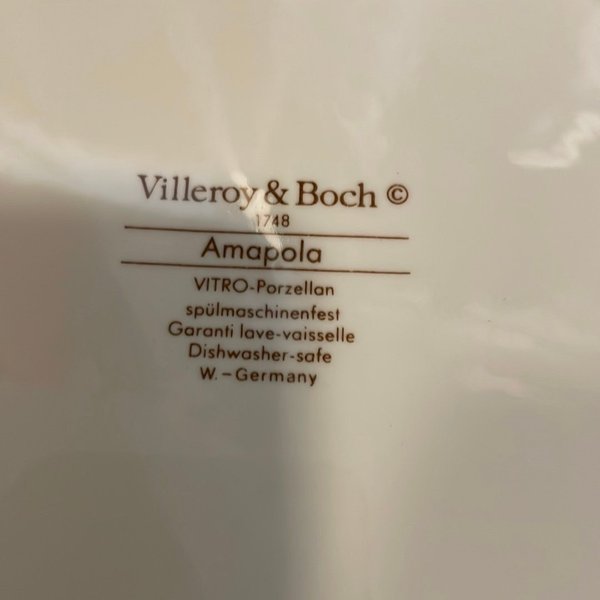 Villeroy & Boch ©
1748
Amapola
VITRO-Porzellan
spülmaschinenfest
Garanti lave-vaisselle
Dishwasher-safe
W.-Germany